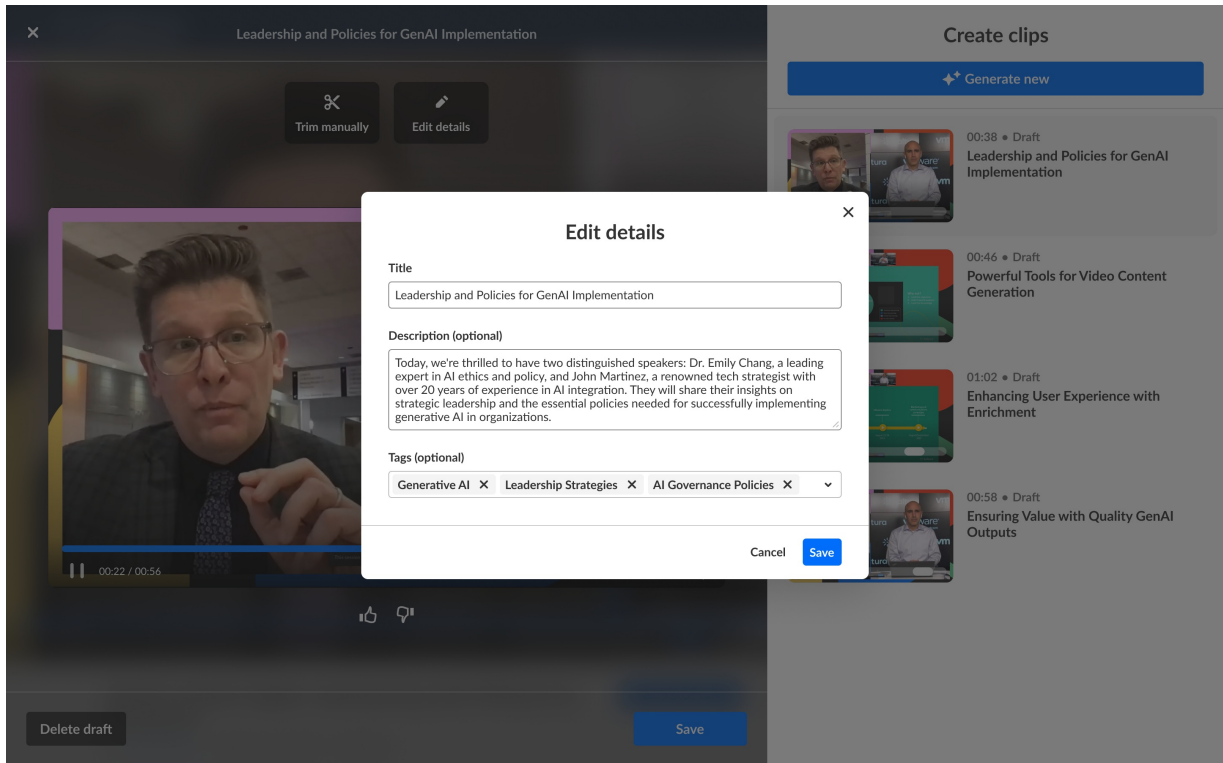 Leadership and Policies for GenAI Implementation
Trim manually
Edit details
00:22 / 00:56
Delete draft
Save
Edit details
Title
Leadership and Policies for GenAI Implementation
Description (optional)
Today, we're thrilled to have two distinguished speakers: Dr. Emily Chang, a leading
expert in AI ethics and policy, and John Martinez, a renowned tech strategist with
over 20 years of experience in AI integration. They will share their insights on
strategic leadership and the essential policies needed for successfully implementing
generative AI in organizations.
Tags (optional)
Generative AI
Leadership Strategies
AI Governance Policies
Cancel
Save
Create clips
Generate new
00:38 • Draft
Leadership and Policies for GenAI
Implementation
00:46 • Draft
Powerful Tools for Video Content
Generation
01:02 • Draft
Enhancing User Experience with
Enrichment
00:58 • Draft
Ensuring Value with Quality GenAI
Outputs